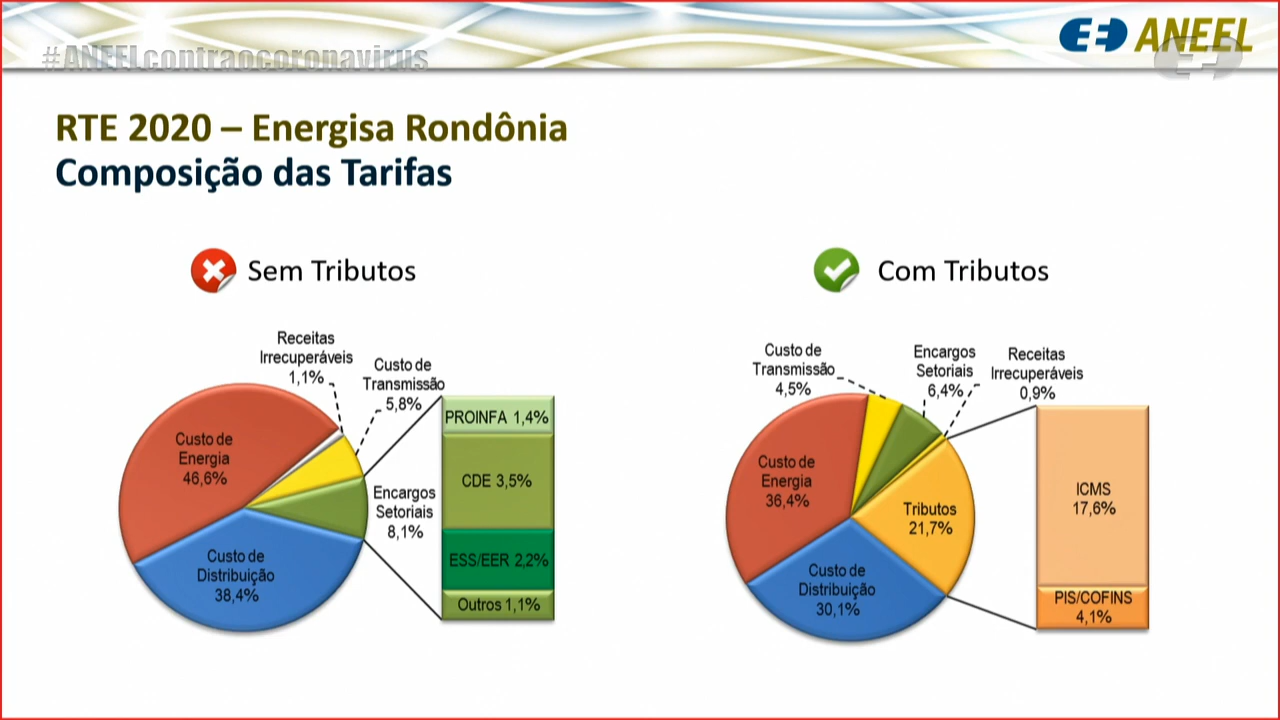 #ANEELcontraocoronavirus
ANEEL
RTE 2020 – Energisa Rondônia
Composição das Tarifas
Sem Tributos
Receitas
Irrecuperáveis
1,1%
Custo de
Transmissão
5,8%
Custo de
Energia
46,6%
Encargos
Setoriais
8,1%
Custo de
Distribuição
38,4%
PROINFA 1,4%
CDE 3,5%
ESS/EER 2,2%
Outros 1,1%
Com Tributos
Custo de
Transmissão
4,5%
Encargos
Setoriais
6,4%
Receitas
Irrecuperáveis
0,9%
Custo de
Energia
36,4%
Tributos
21,7%
Custo de
Distribuição
30,1%
ICMS
17,6%
PIS/COFINS
4,1%